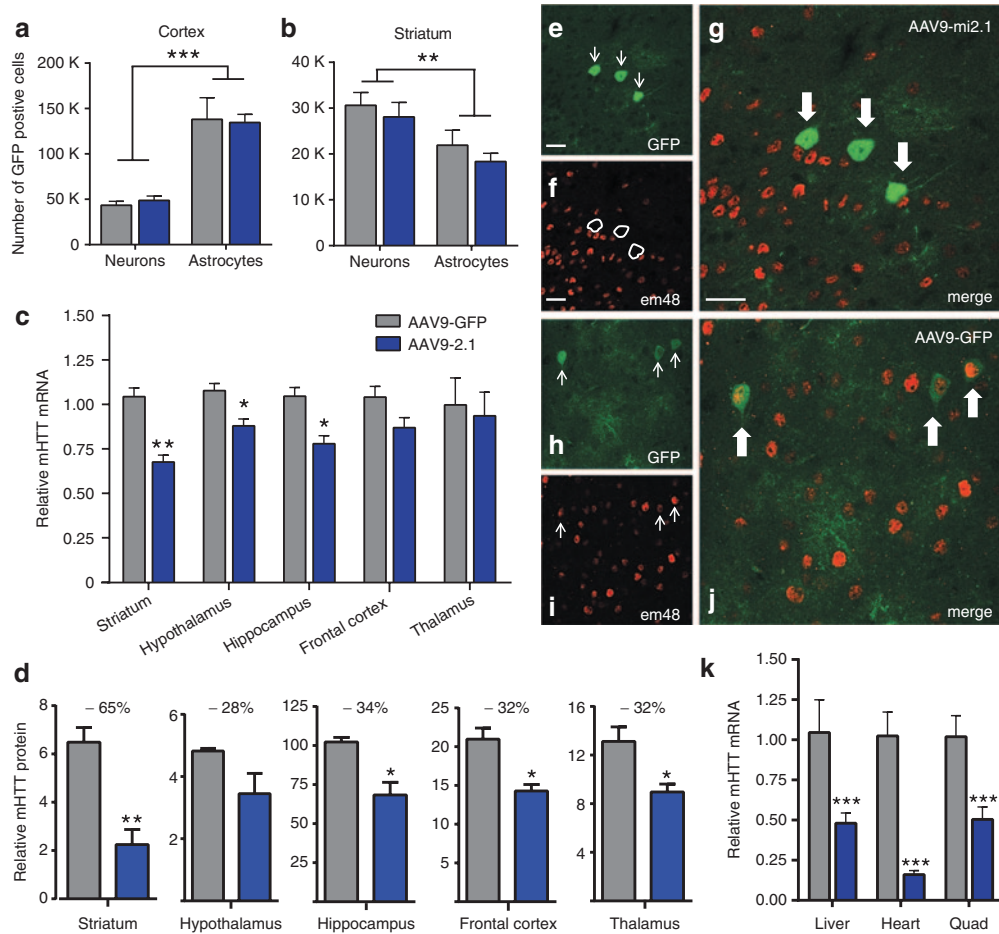 a
Cortex
Number of GFP postive cells
200 K
150 K
100 K
50 K
0
***
Neurons
Astrocytes
b
Striatum
40 K
30 K
20 K
10 K
0
**
Neurons
Astrocytes
c
Relative mHTT mRNA
1.50
1.25
1.00
0.75
0.50
0.25
0
AAV9-GFP
AAV9-2.1
**
*
*
Striatum
Hypothalamus
Hippocampus
Frontal cortex
Thalamus
d
Relative mHTT protein
8
6
4
2
0
– 65%
**
Striatum
6
4
2
– 28%
Hypothalamus
125
100
75
50
25
– 34%
*
Hippocampus
25
20
15
10
5
– 32%
*
Frontal cortex
16
12
8
4
– 32%
*
Thalamus
e
GFP
f
em48
g
AAV9-mi2.1
merge
h
GFP
i
em48
AAV9-GFP
j
merge
k
Relative mHTT mRNA
1.50
1.25
1.00
0.75
0.50
0.25
0.00
***
***
***
Liver
Heart
Quad